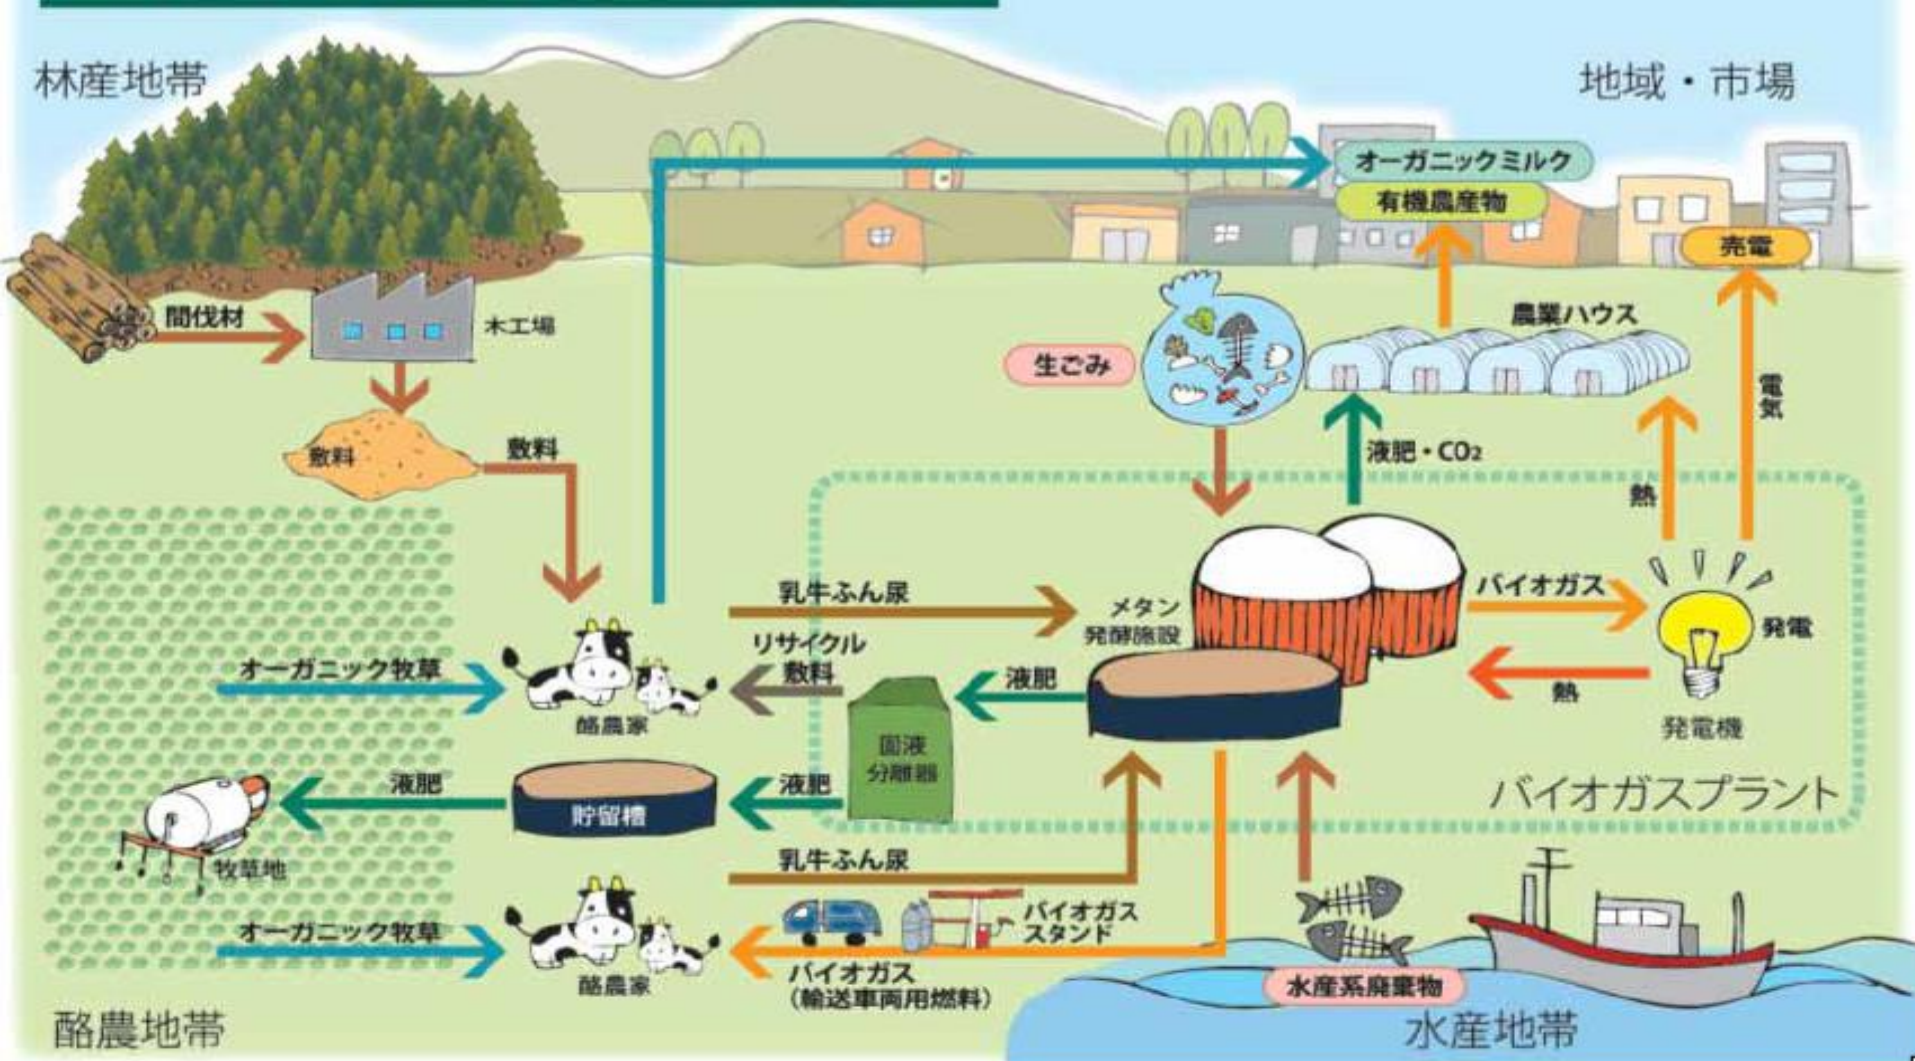 林産地帯
地域・市場
オーガニックミルク
有機農産物
売電
間伐材
木工場
農業ハウス
生ごみ
電気
敷料
敷料
液肥・CO2
熱
乳牛ふん尿
メタン
発酵施設
バイオガス
発電
リサイクル
敷料
オーガニック牧草
液肥
熱
酪農家
発電機
固液
分離器
液肥
貯留槽
液肥
バイオガスプラント
牧草地
乳牛ふん尿
オーガニック牧草
バイオガス
スタンド
酪農家
バイオガス
(輸送車両用燃料)
水産系廃棄物
酪農地帯
水産地帯